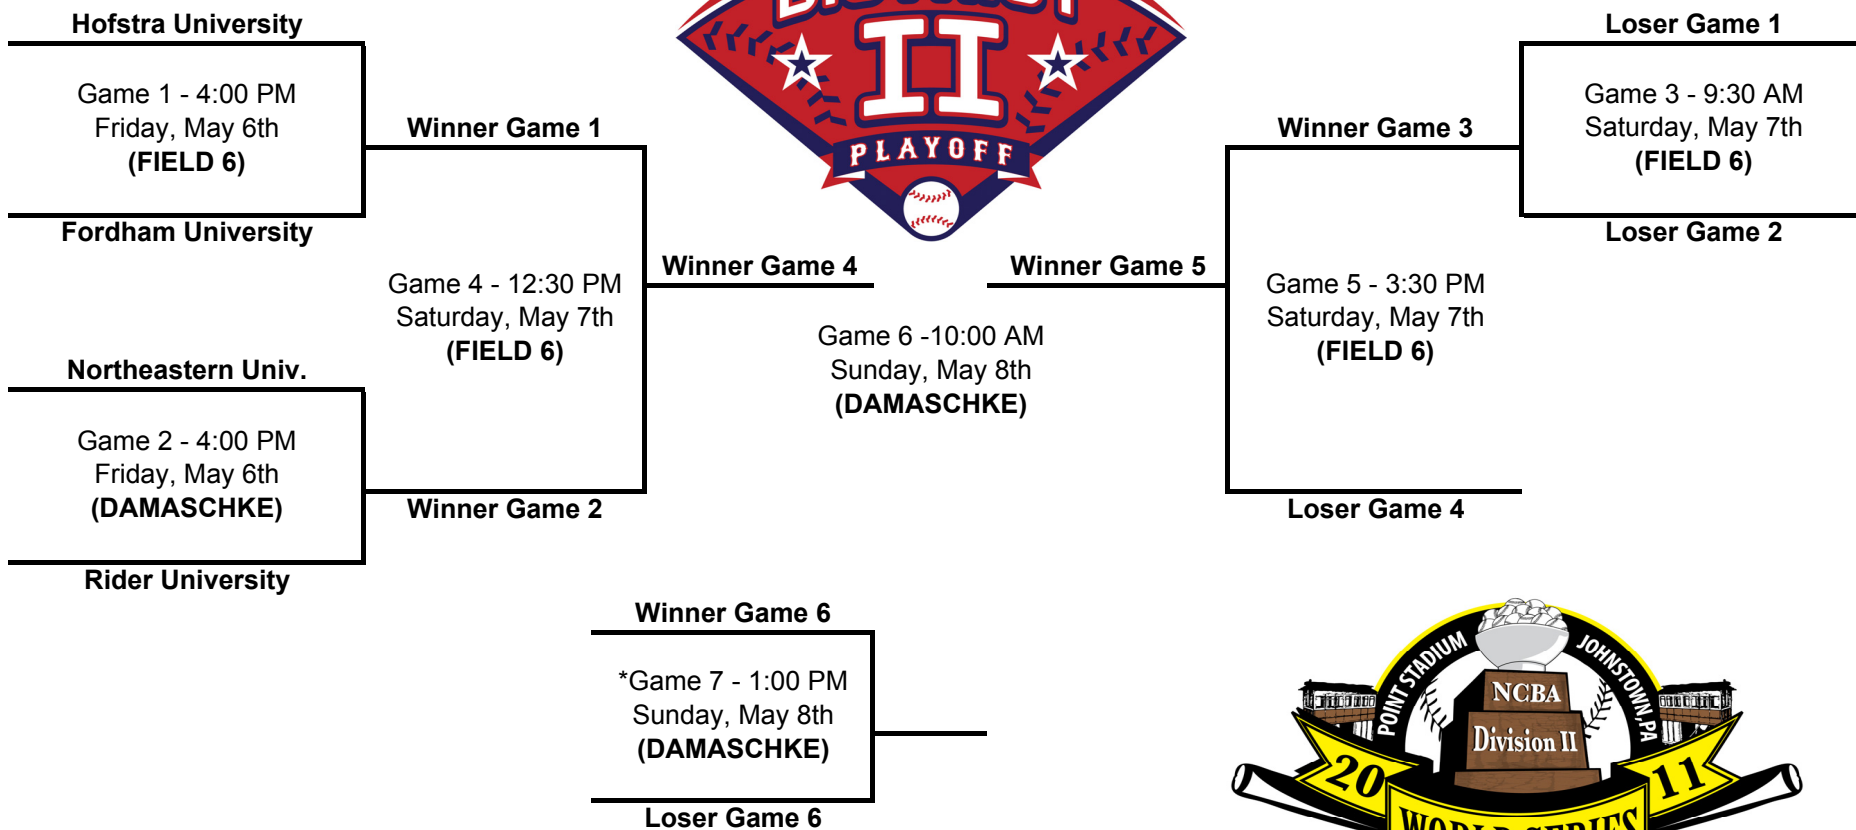 Hofstra University
Game 1 - 4:00 PM
Friday, May 6th
(FIELD 6)
Fordham University
Winner Game 1
Game 4 - 12:30 PM
Saturday, May 7th
(FIELD 6)
Northeastern Univ.
Game 2 - 4:00 PM
Friday, May 6th
(DAMASCHKE)
Rider University
Winner Game 2
II
PLAYOFF
Winner Game 4
Winner Game 5
Game 6 -10:00 AM
Sunday, May 8th
(DAMASCHKE)
Loser Game 1
Game 3 - 9:30 AM
Saturday, May 7th
(FIELD 6)
Loser Game 2
Winner Game 3
Game 5 - 3:30 PM
Saturday, May 7th
(FIELD 6)
Loser Game 4
Winner Game 6
*Game 7 - 1:00 PM
Sunday, May 8th
(DAMASCHKE)
Loser Game 6
POINT STADIUM JOHNSTOWN, PA
NCBA
Division II
20 11
WORLD SERIES